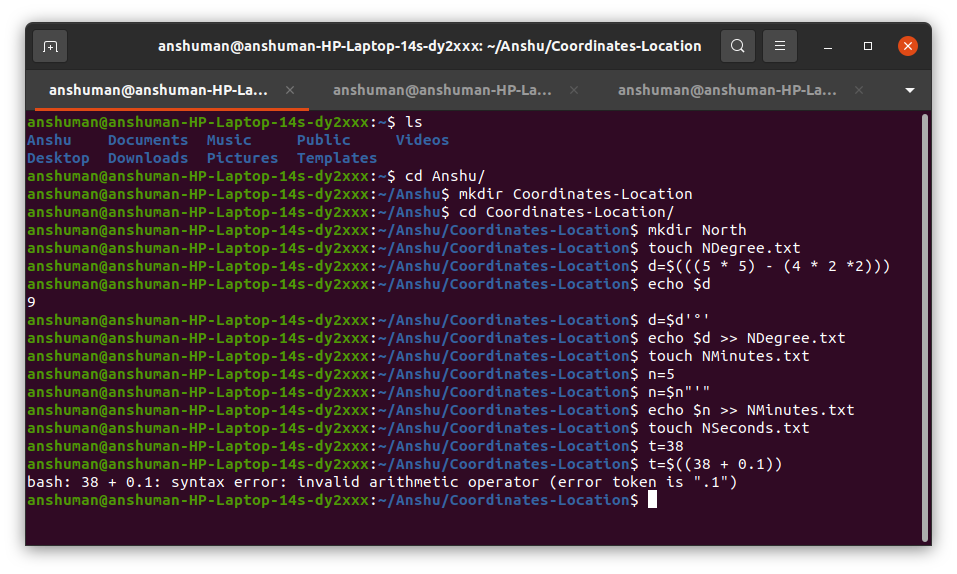 anshuman@anshuman-HP-Laptop-14s-dy2xxx: ~/Anshu/Coordinates-Location
anshuman@anshuman-HP-La... × anshuman@anshuman-HP-La... × anshuman@anshuman-HP-La... ×
anshuman@anshuman-HP-Laptop-14s-dy2xxx:~$ ls
Anshu    Documents  Music     Public     Videos
Desktop  Downloads  Pictures  Templates
anshuman@anshuman-HP-Laptop-14s-dy2xxx:~$ cd Anshu/
anshuman@anshuman-HP-Laptop-14s-dy2xxx:~/Anshu$ mkdir Coordinates-Location
anshuman@anshuman-HP-Laptop-14s-dy2xxx:~/Anshu$ cd Coordinates-Location/
anshuman@anshuman-HP-Laptop-14s-dy2xxx:~/Anshu/Coordinates-Location$ mkdir North
anshuman@anshuman-HP-Laptop-14s-dy2xxx:~/Anshu/Coordinates-Location$ touch NDegree.txt
anshuman@anshuman-HP-Laptop-14s-dy2xxx:~/Anshu/Coordinates-Location$ d=$(((5 * 5) - (4 * 2 *2)))
anshuman@anshuman-HP-Laptop-14s-dy2xxx:~/Anshu/Coordinates-Location$ echo $d
9
anshuman@anshuman-HP-Laptop-14s-dy2xxx:~/Anshu/Coordinates-Location$ d=$d'°'
anshuman@anshuman-HP-Laptop-14s-dy2xxx:~/Anshu/Coordinates-Location$ echo $d >> NDegree.txt
anshuman@anshuman-HP-Laptop-14s-dy2xxx:~/Anshu/Coordinates-Location$ touch NMinutes.txt
anshuman@anshuman-HP-Laptop-14s-dy2xxx:~/Anshu/Coordinates-Location$ n=5
anshuman@anshuman-HP-Laptop-14s-dy2xxx:~/Anshu/Coordinates-Location$ n=$n"'"
anshuman@anshuman-HP-Laptop-14s-dy2xxx:~/Anshu/Coordinates-Location$ echo $n >> NMinutes.txt
anshuman@anshuman-HP-Laptop-14s-dy2xxx:~/Anshu/Coordinates-Location$ touch NSeconds.txt
anshuman@anshuman-HP-Laptop-14s-dy2xxx:~/Anshu/Coordinates-Location$ t=38
anshuman@anshuman-HP-Laptop-14s-dy2xxx:~/Anshu/Coordinates-Location$ t=$((38 + 0.1))
bash: 38 + 0.1: syntax error: invalid arithmetic operator (error token is ".1")
anshuman@anshuman-HP-Laptop-14s-dy2xxx:~/Anshu/Coordinates-Location$